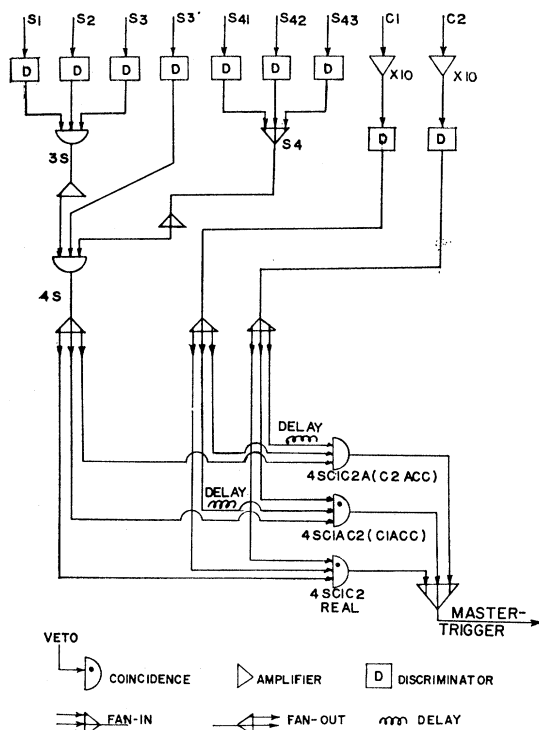 S1 S2 S3 S3' S41 S42 S43 C1 C2
D D D D D D D X10 X10
S4 D D
3S
4S
DELAY
4SC1C2A(C2 ACC)
DELAY
4SC1AC2(C1ACC)
4SC1C2
REAL
MASTER-
TRIGGER
VETO
COINCIDENCE AMPLIFIER D DISCRIMINATOR
FAN-IN FAN-OUT DELAY